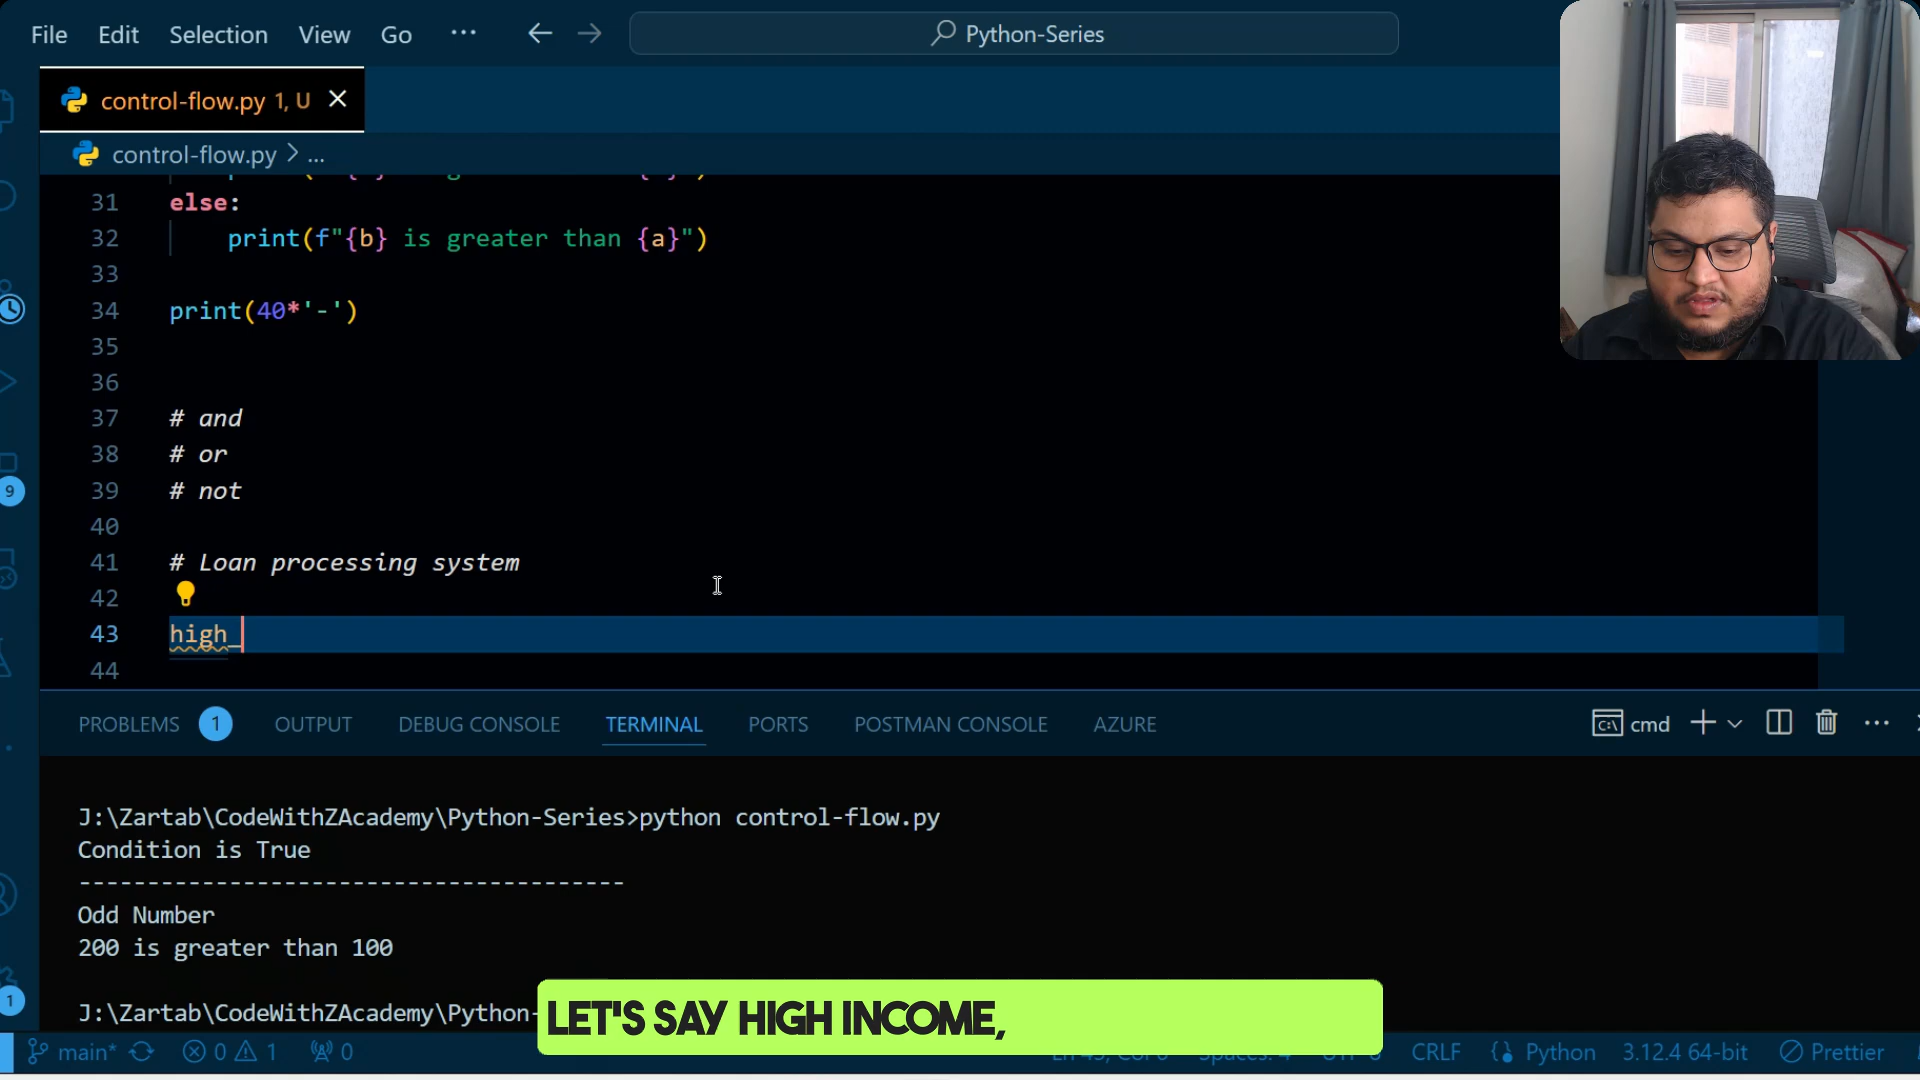 File Edit Selection View Go ··· ← → Python-Series
control-flow.py 1, U ×
control-flow.py > ...
31 else:
32 print(f"{b} is greater than {a}")
33
34 print(40*'-')
35
36
37 # and
38 # or
39 # not
40
41 # Loan processing system
42
43 high_
44
PROBLEMS 1 OUTPUT DEBUG CONSOLE TERMINAL PORTS POSTMAN CONSOLE AZURE cmd
J:\Zartab\CodeWithZAcademy\Python-Series>python control-flow.py
Condition is True
----------------------------------------
Odd Number
200 is greater than 100
J:\Zartab\CodeWithZAcademy\Python-
LET'S SAY HIGH INCOME,
main* 0 1 0 CRLF Python 3.12.4 64-bit Prettier
9
1